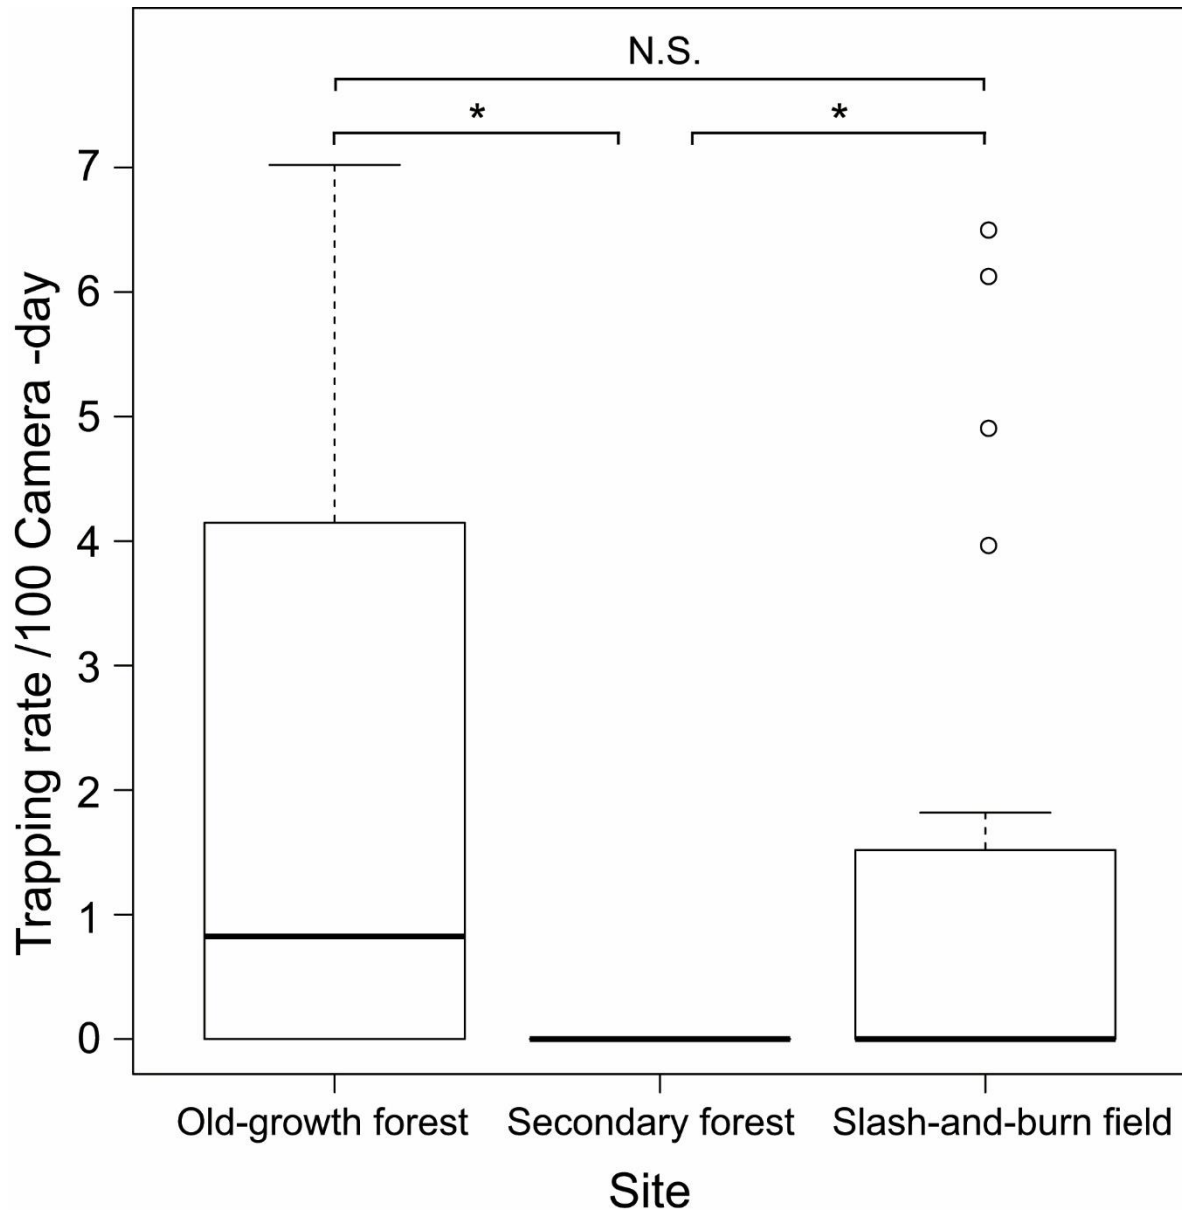 N.S.
* *
7
6
5
4
3
2
1
0
Trapping rate /100 Camera -day
Old-growth forest Secondary forest Slash-and-burn field
Site